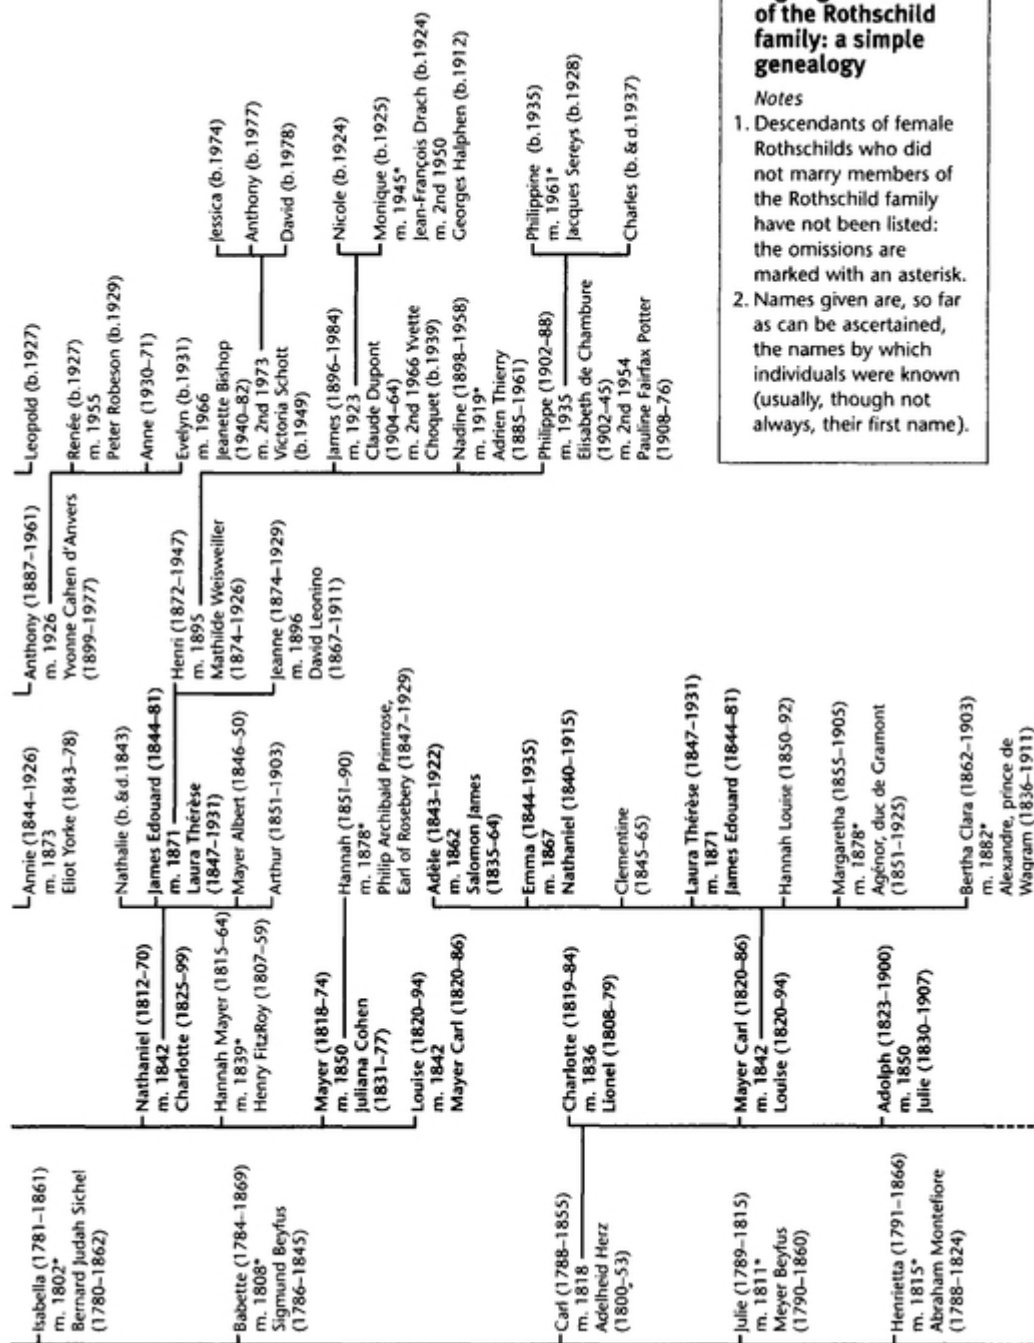 of the Rothschild
family: a simple
genealogy
Notes
1. Descendants of female
Rothschilds who did
not marry members of
the Rothschild family
have not been listed:
the omissions are
marked with an asterisk.
2. Names given are, so far
as can be ascertained,
the names by which
individuals were known
(usually, though not
always, their first name).
Isabella (1781–1861)
m. 1802*
Bernard Judah Sichel
(1780–1862)
Babette (1784–1869)
m. 1808*
Sigmund Beyfus
(1786–1845)
Carl (1788–1855)
m. 1818
Adelheid Herz
(1800–53)
Julie (1789–1815)
m. 1811*
Meyer Beyfus
(1790–1860)
Henrietta (1791–1866)
m. 1815*
Abraham Montefiore
(1788–1824)
Nathaniel (1812–70)
m. 1842
Charlotte (1825–99)
Hannah Mayer (1815–64)
m. 1839*
Henry FitzRoy (1807–59)
Mayer (1818–74)
m. 1850
Juliana Cohen
(1831–77)
Louise (1820–94)
m. 1842
Mayer Carl (1820–86)
Charlotte (1819–84)
m. 1836
Lionel (1808–79)
Mayer Carl (1820–86)
m. 1842
Louise (1820–94)
Adolph (1823–1900)
m. 1850
Julie (1830–1907)
Annie (1844–1926)
m. 1873
Eliot Yorke (1843–78)
Nathalie (b. &d.1843)
James Edouard (1844–81)
m. 1871
Laura Thérèse
(1847–1931)
Mayer Albert (1846–50)
Arthur (1851–1903)
Hannah (1851–90)
m. 1878*
Philip Archibald Primrose,
Earl of Rosebery (1847–1929)
Adèle (1843–1922)
m. 1862
Salomon James
(1835–64)
Emma (1844–1935)
m. 1867
Nathaniel (1840–1915)
Clementine
(1845–65)
Laura Thérèse (1847–1931)
m. 1871
James Edouard (1844–81)
Hannah Louise (1850–92)
Margaretha (1855–1905)
m. 1878*
Agénor, duc de Gramont
(1851–1925)
Bertha Clara (1862–1903)
m. 1882*
Alexandre, prince de
Wagram (1836–1911)
Anthony (1887–1961)
m. 1926
Yvonne Cahen d'Anvers
(1899–1977)
Henri (1872–1947)
m. 1895
Mathilde Weisweiller
(1874–1926)
Jeanne (1874–1929)
m. 1896
David Leonino
(1867–1911)
Leopold (b.1927)
Renée (b.1927)
m. 1955
Peter Robeson (b.1929)
Anne (1930–71)
Evelyn (b.1931)
m. 1966
Jeanette Bishop
(1940–82)
m. 2nd 1973
Victoria Schott
(b.1949)
James (1896–1984)
m. 1923
Claude Dupont
(1904–64)
m. 2nd 1966 Yvette
Choquet (b.1939)
Nadine (1898–1958)
m. 1919*
Adrien Thierry
(1885–1961)
Philippe (1902–88)
m. 1935
Elisabeth de Chambure
(1902–45)
m. 2nd 1954
Pauline Fairfax Potter
(1908–76)
Jessica (b.1974)
Anthony (b.1977)
David (b.1978)
Nicole (b.1924)
Monique (b.1925)
m. 1945*
Jean-François Drach (b.1924)
m. 2nd 1950
Georges Halphen (b.1912)
Philippine (b.1935)
m. 1961*
Jacques Sereys (b.1928)
Charles (b.&d.1937)